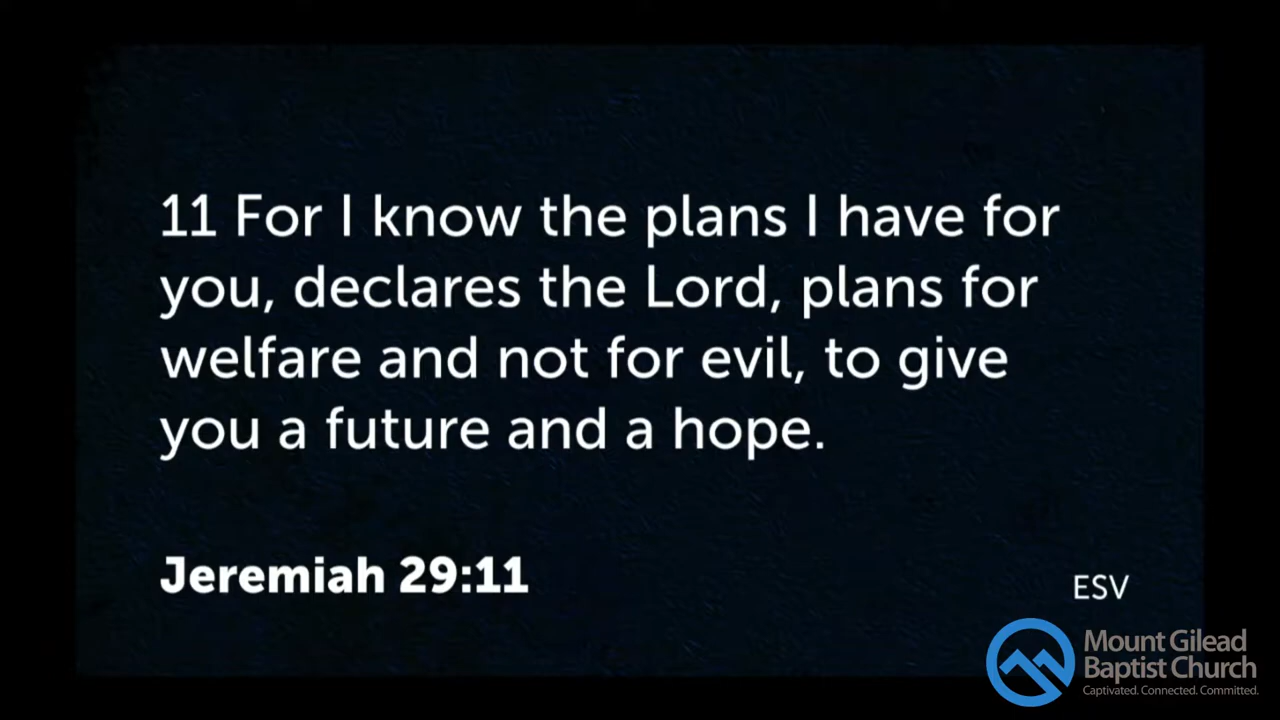 11 For I know the plans I have for
you, declares the Lord, plans for
welfare and not for evil, to give
you a future and a hope.
Jeremiah 29:11
ESV
Mount Gilead
Baptist Church
Captivated. Connected. Committed.